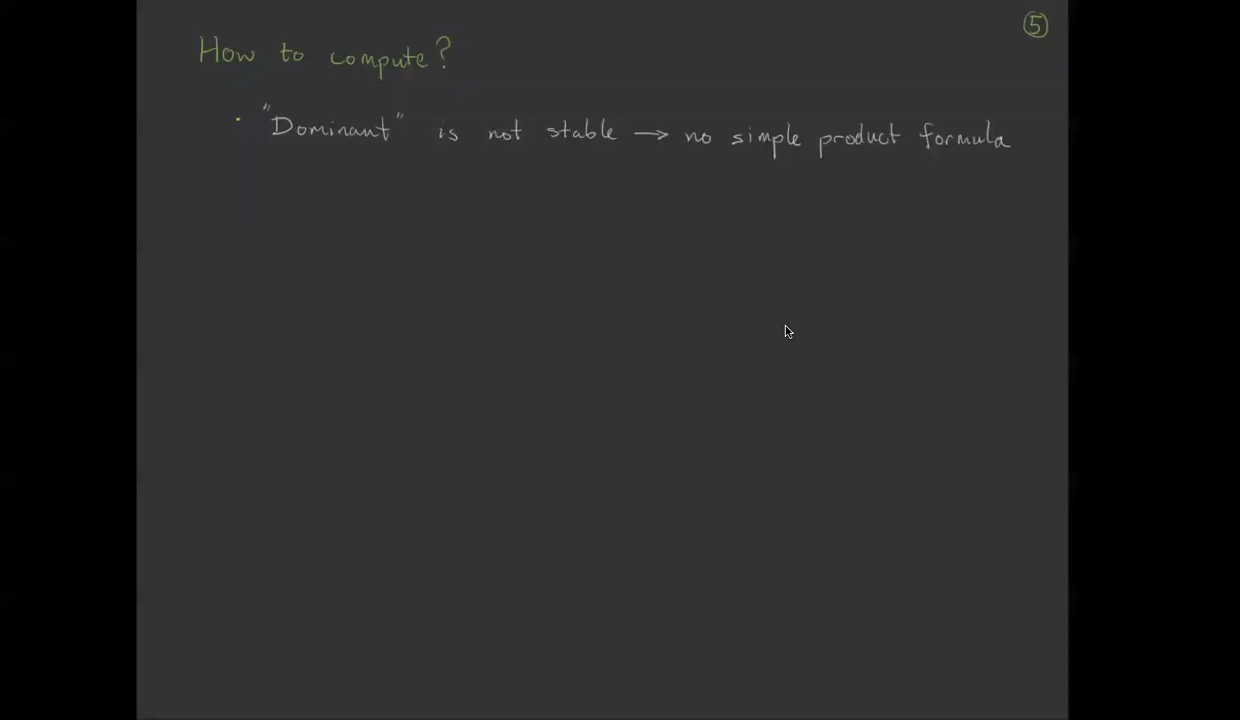 ⑤
How to compute?
· "Dominant" is not stable → no simple product formula